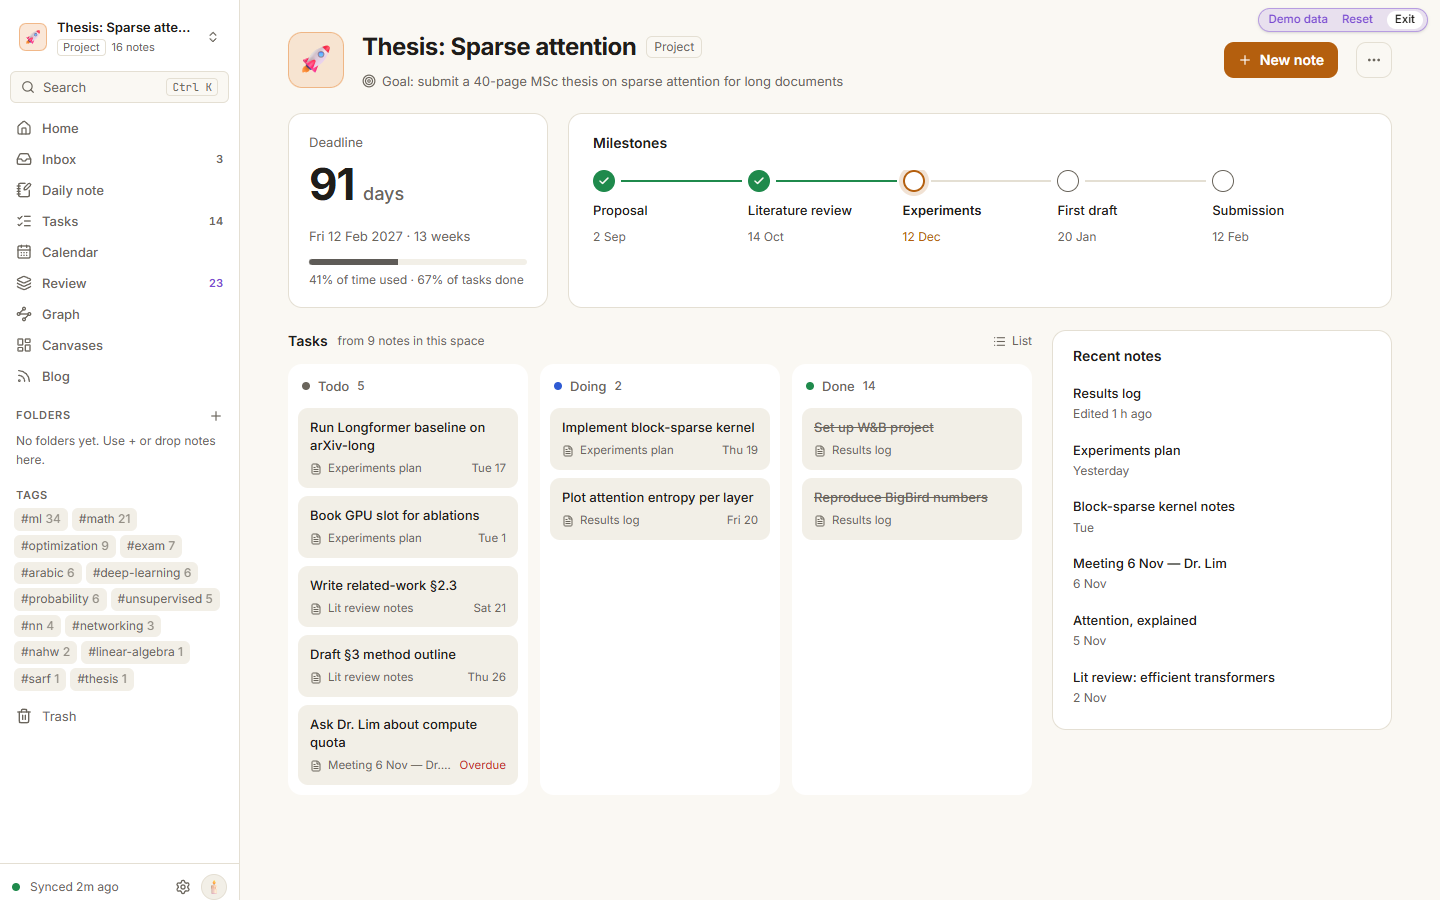 Thesis: Sparse atte...
Project 16 notes
Search Ctrl K
Home
Inbox 3
Daily note
Tasks 14
Calendar
Review 23
Graph
Canvases
Blog
FOLDERS
No folders yet. Use + or drop notes
here.
TAGS
#ml 34 #math 21
#optimization 9 #exam 7
#arabic 6 #deep-learning 6
#probability 6 #unsupervised 5
#nn 4 #networking 3
#nahw 2 #linear-algebra 1
#sarf 1 #thesis 1
Trash
Synced 2m ago
Demo data Reset Exit
Thesis: Sparse attention Project
Goal: submit a 40-page MSc thesis on sparse attention for long documents
+ New note
Deadline
91 days
Fri 12 Feb 2027 · 13 weeks
41% of time used · 67% of tasks done
Milestones
Proposal
2 Sep
Literature review
14 Oct
Experiments
12 Dec
First draft
20 Jan
Submission
12 Feb
Tasks from 9 notes in this space
List
Todo 5
Run Longformer baseline on
arXiv-long
Experiments plan Tue 17
Book GPU slot for ablations
Experiments plan Tue 1
Write related-work §2.3
Lit review notes Sat 21
Draft §3 method outline
Lit review notes Thu 26
Ask Dr. Lim about compute
quota
Meeting 6 Nov — Dr.... Overdue
Doing 2
Implement block-sparse kernel
Experiments plan Thu 19
Plot attention entropy per layer
Results log Fri 20
Done 14
Set up W&B project
Results log
Reproduce BigBird numbers
Results log
Recent notes
Results log
Edited 1 h ago
Experiments plan
Yesterday
Block-sparse kernel notes
Tue
Meeting 6 Nov — Dr. Lim
6 Nov
Attention, explained
5 Nov
Lit review: efficient transformers
2 Nov